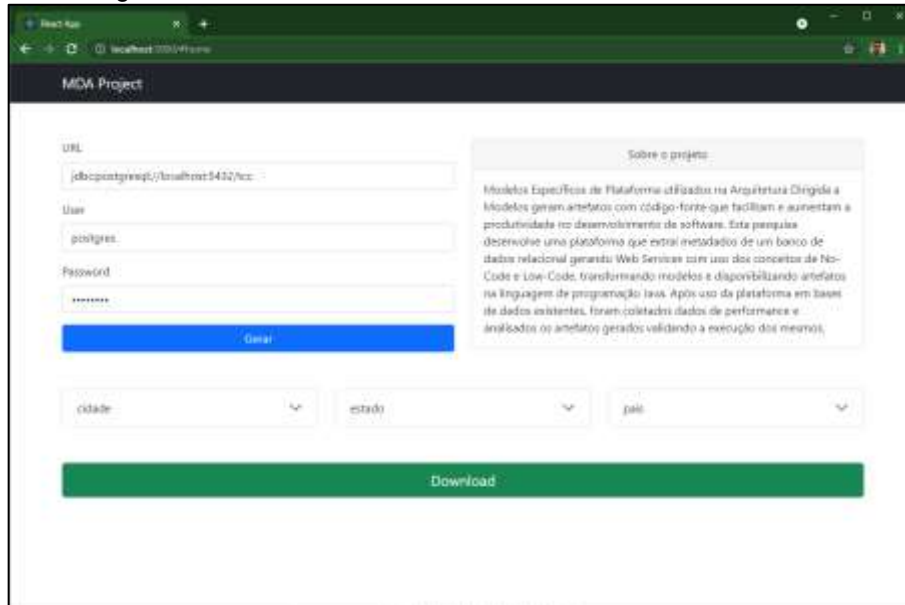 React App
localhost:3000/#home
MDA Project
URL
jdbc:postgresql://localhost:5432/tcc
User
postgres
Password
Gerar
Sobre o projeto
Modelos Específicos de Plataforma utilizados na Arquitetura Dirigida a
Modelos geram artefatos com código-fonte que facilitam e aumentam a
produtividade no desenvolvimento de software. Esta pesquisa
desenvolve uma plataforma que extrai metadados de um banco de
dados relacional gerando Web Services com uso dos conceitos de No-
Code e Low-Code, transformando modelos e disponibilizando artefatos
na linguagem de programação Java. Após uso da plataforma em bases
de dados existentes, foram coletados dados de performance e
analisados os artefatos gerados validando a execução dos mesmos.
cidade
estado
pais
Download